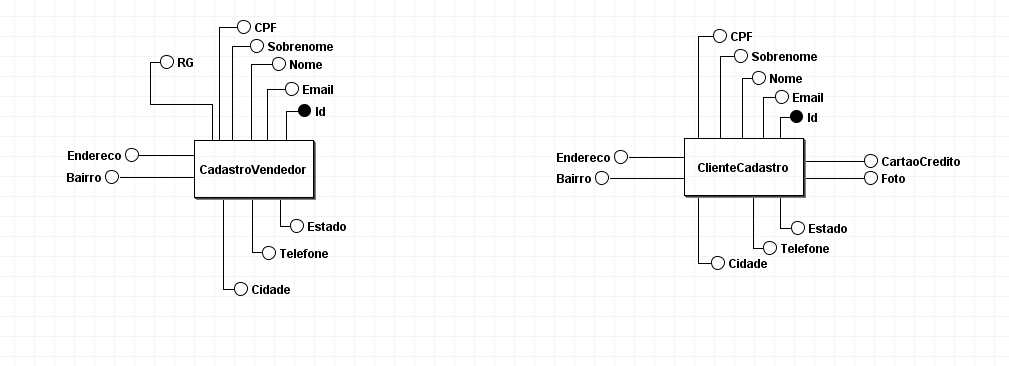 CPF
Sobrenome
RG
Nome
Email
Id
Endereco
CadastroVendedor
Bairro
Estado
Telefone
Cidade
CPF
Sobrenome
Nome
Email
Id
Endereco
ClienteCadastro
CartaoCredito
Bairro
Foto
Estado
Telefone
Cidade